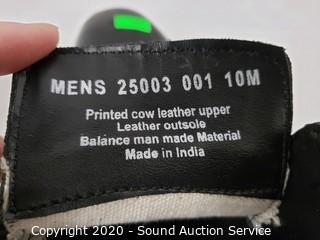 MENS 25003 001 10M
Printed cow leather upper
Leather outsole
Balance man made Material
Made in India
Copyright © 2020 - Sound Auction Service